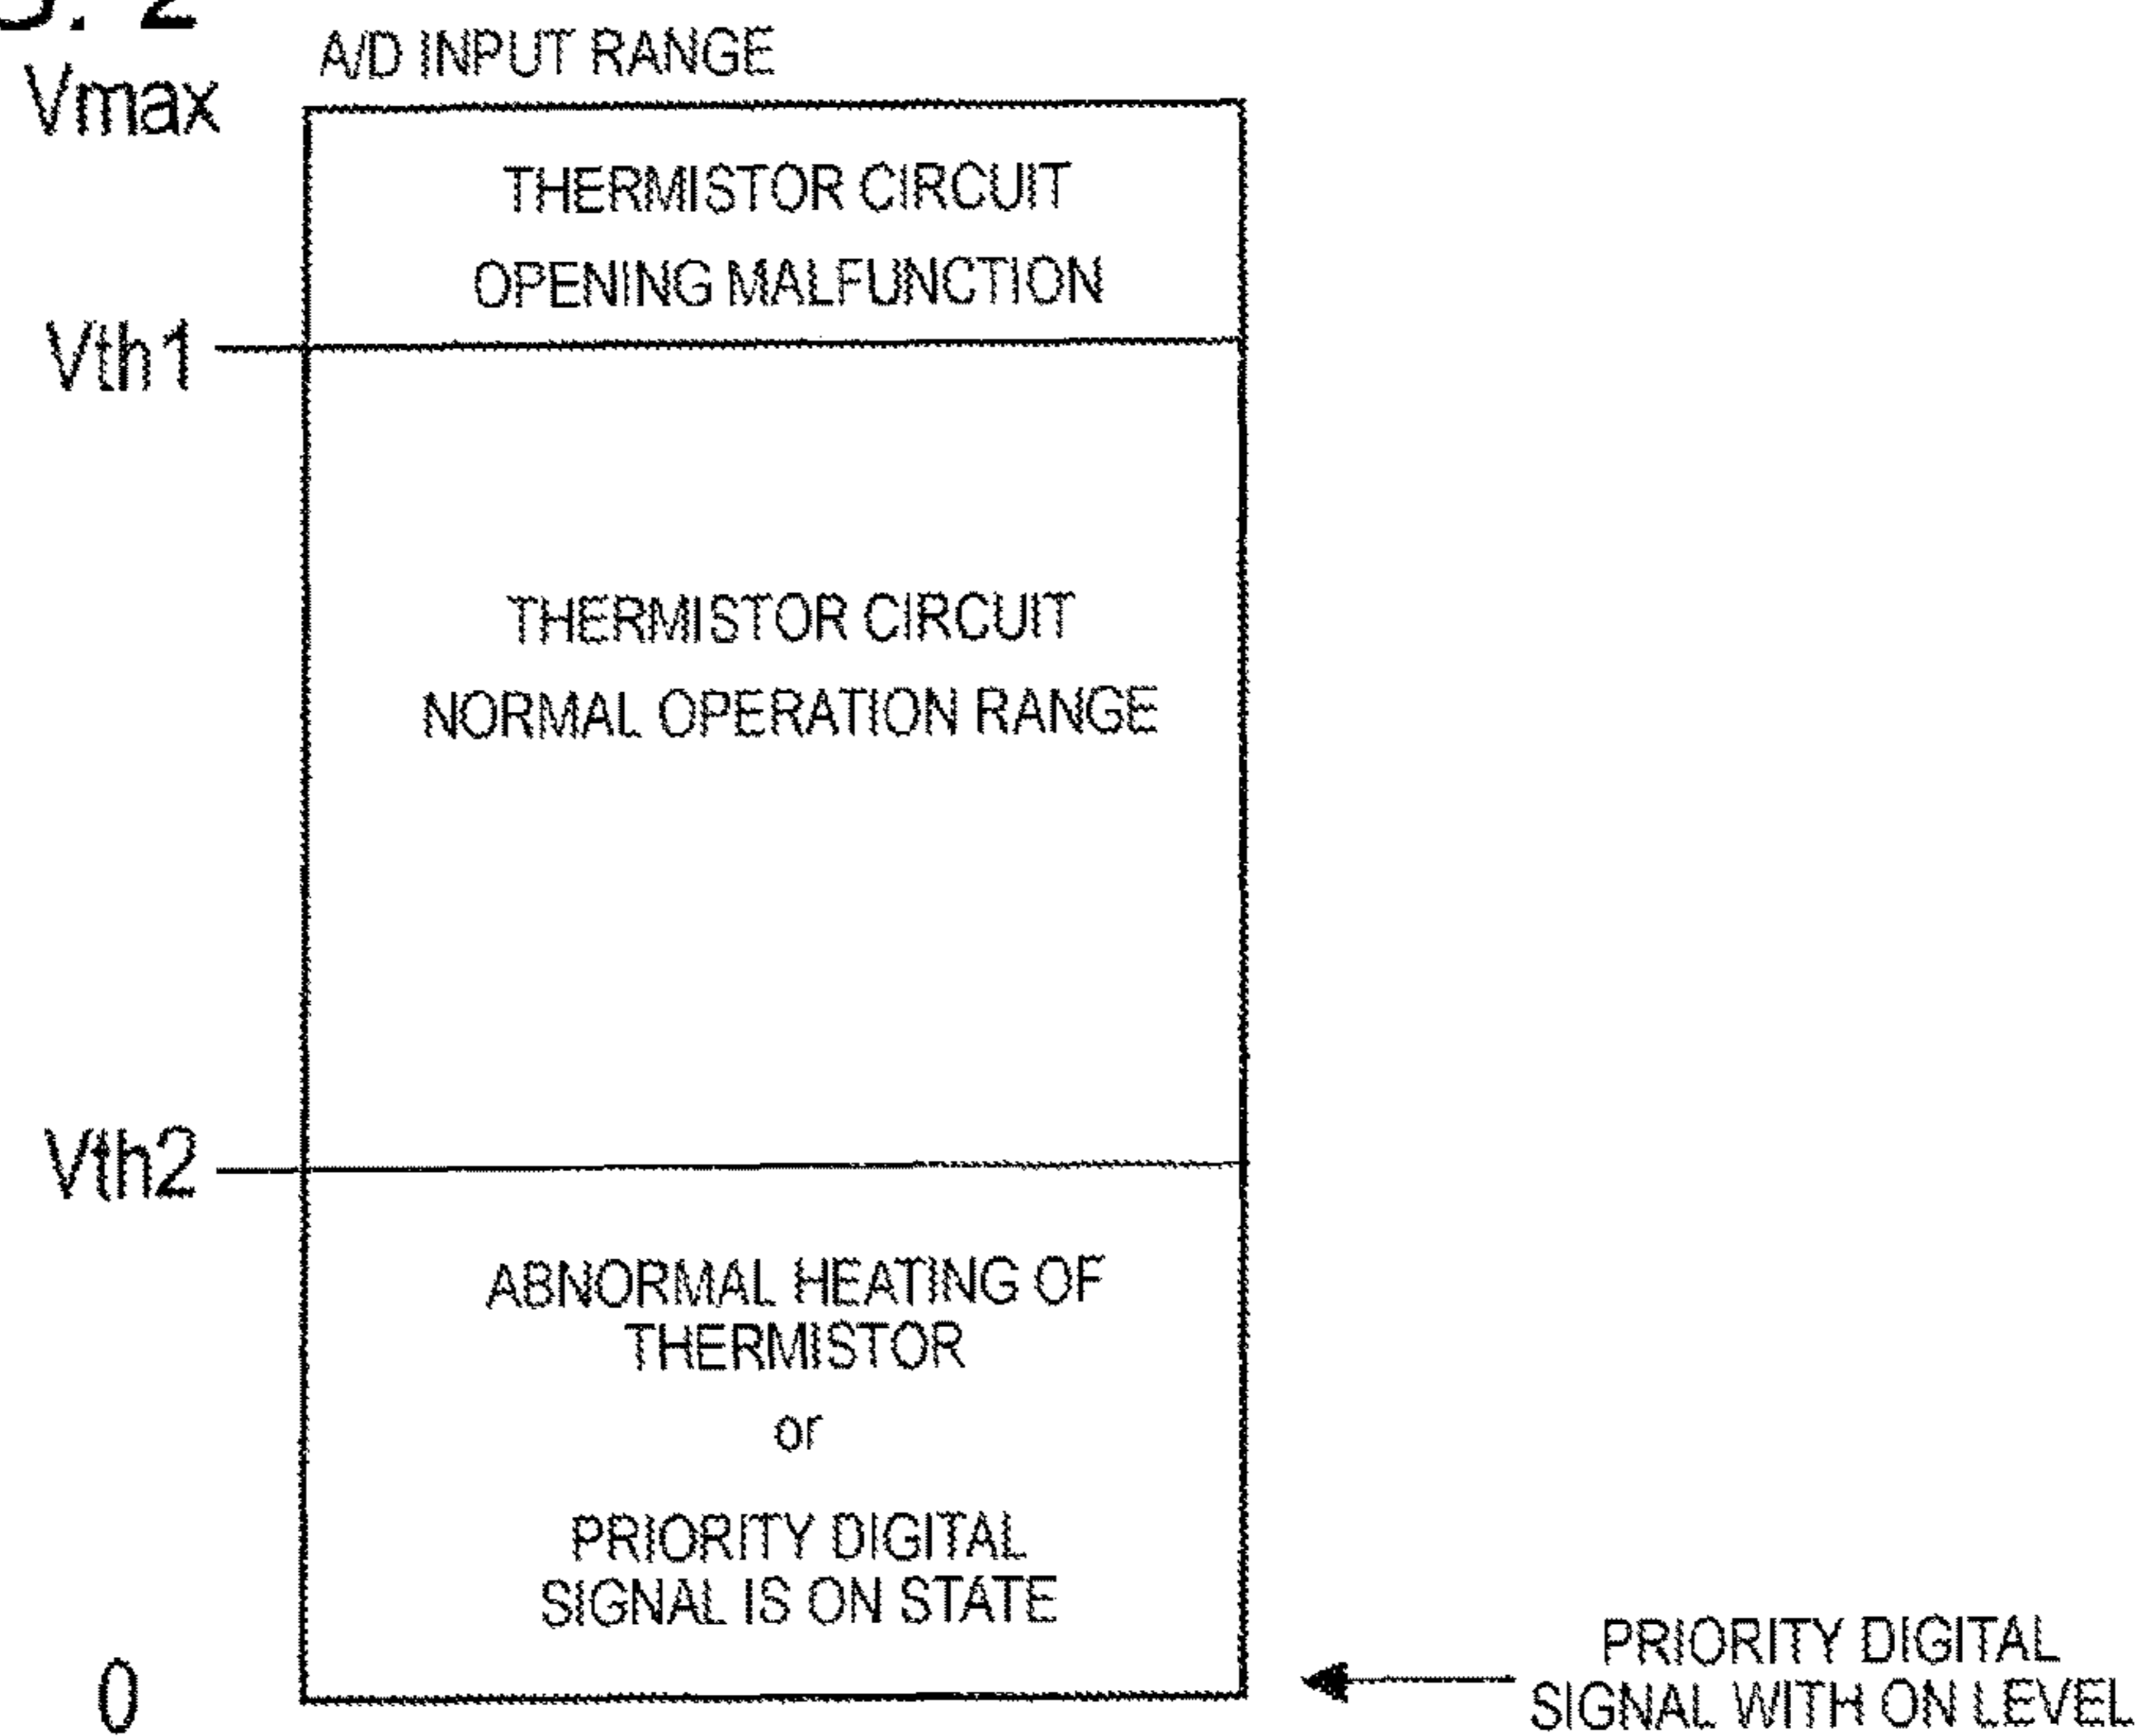 . 2
Vmax
A/D INPUT RANGE
THERMISTOR CIRCUIT
OPENING MALFUNCTION
Vth1
THERMISTOR CIRCUIT
NORMAL OPERATION RANGE
Vth2
ABNORMAL HEATING OF
THERMISTOR
or
PRIORITY DIGITAL
SIGNAL IS ON STATE
0
PRIORITY DIGITAL
SIGNAL WITH ON LEVEL